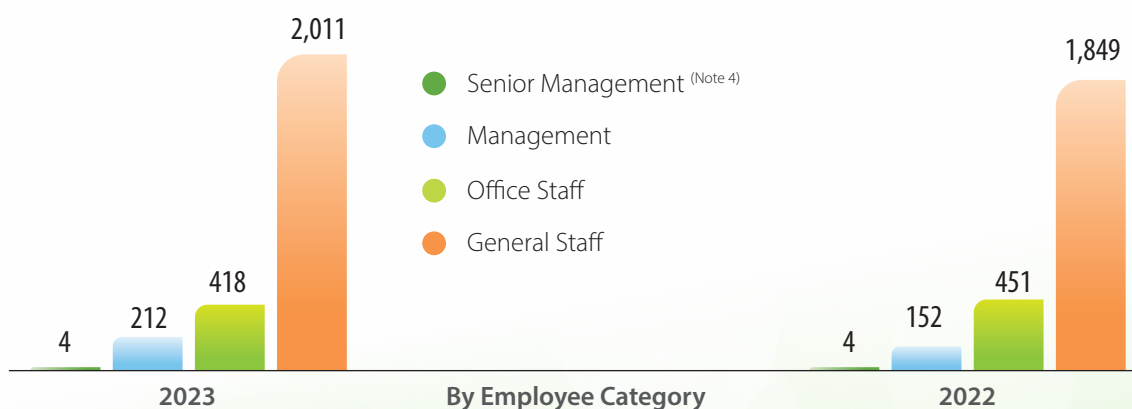 2,011
1,849
Senior Management (Note 4)
Management
Office Staff
General Staff
4
212
418
4
152
451
2023
By Employee Category
2022